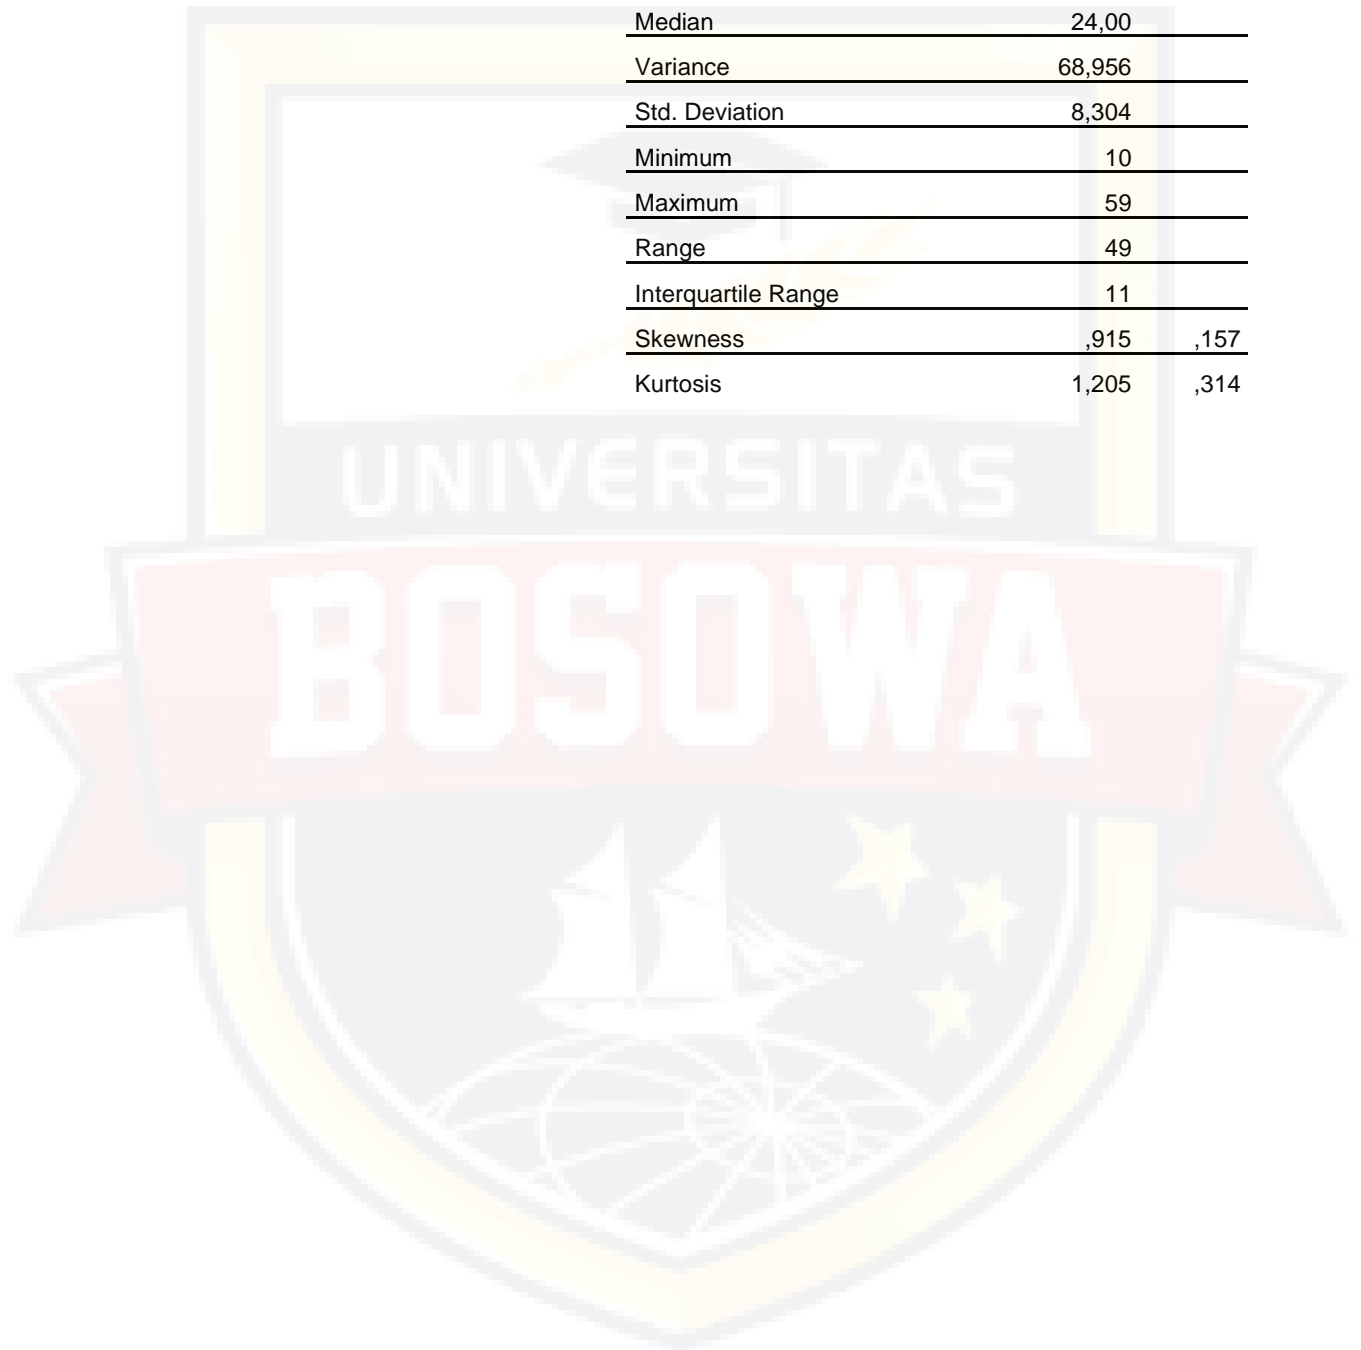 Median 24,00
Variance 68,956
Std. Deviation 8,304
Minimum 10
Maximum 59
Range 49
Interquartile Range 11
Skewness ,915 ,157
Kurtosis 1,205 ,314
UNIVERSITAS
BOSOWA